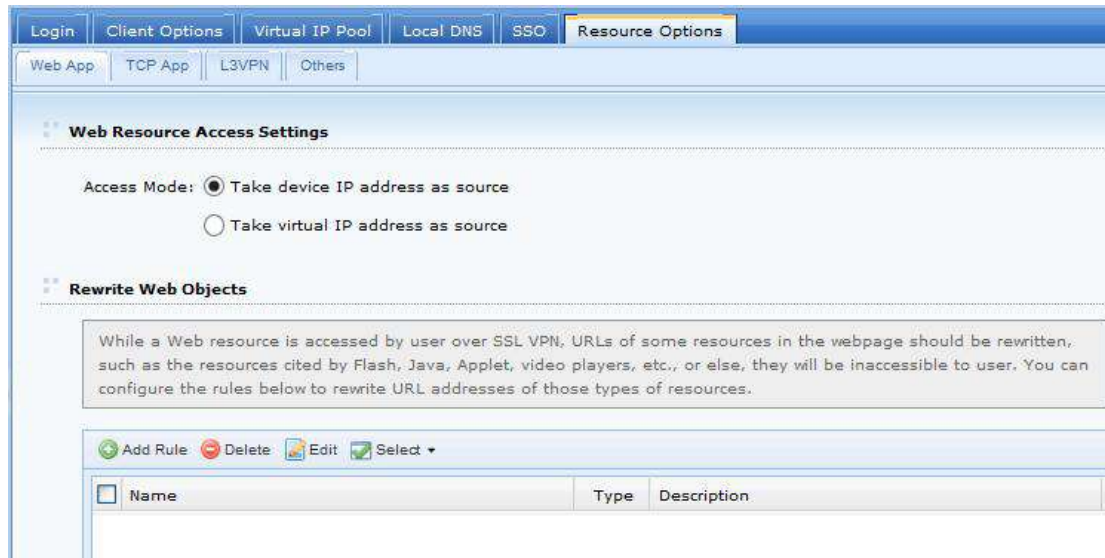 Login Client Options Virtual IP Pool Local DNS SSO Resource Options
Web App TCP App L3VPN Others
Web Resource Access Settings
Access Mode: Take device IP address as source
Take virtual IP address as source
Rewrite Web Objects
While a Web resource is accessed by user over SSL VPN, URLs of some resources in the webpage should be rewritten,
such as the resources cited by Flash, Java, Applet, video players, etc., or else, they will be inaccessible to user. You can
configure the rules below to rewrite URL addresses of those types of resources.
Add Rule Delete Edit Select
Name Type Description